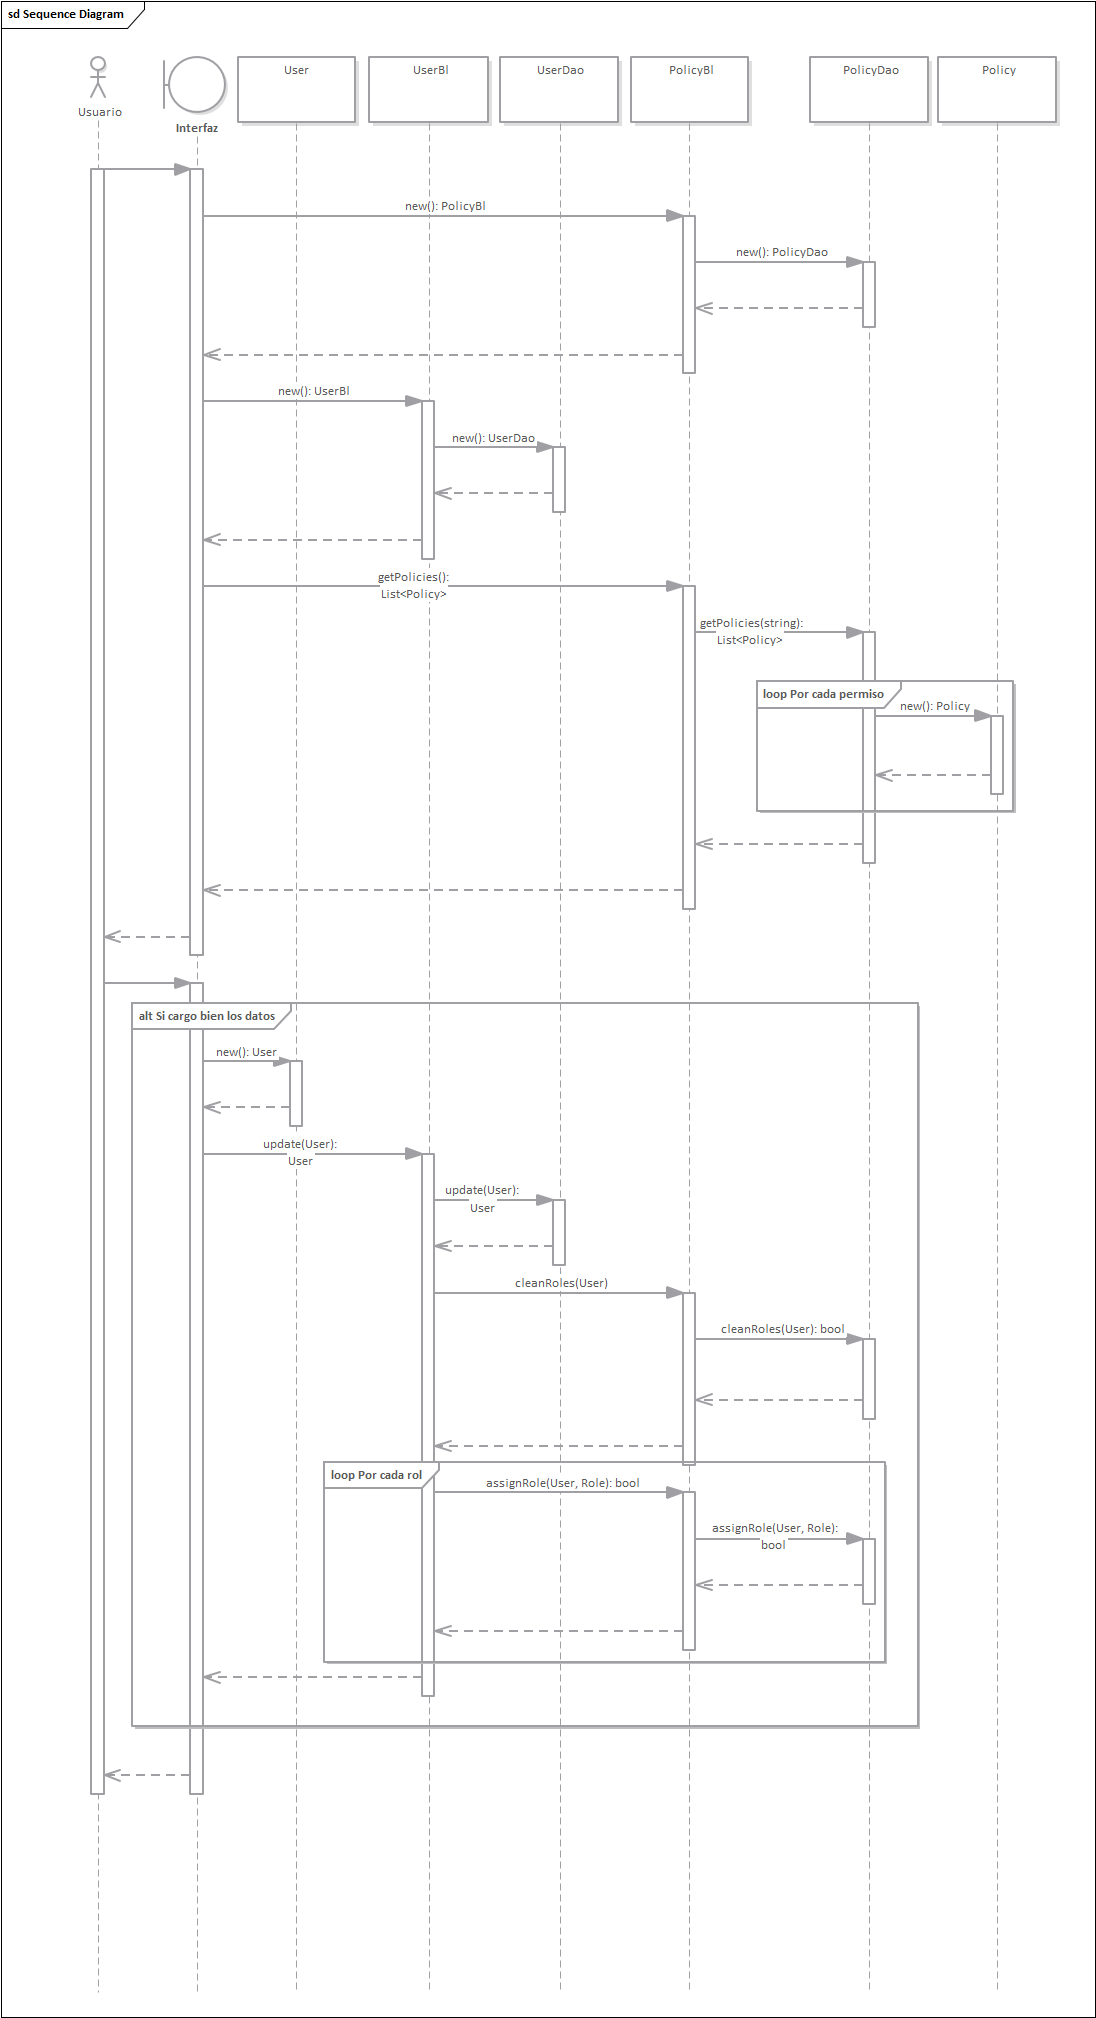 sd Sequence Diagram
Usuario
Interfaz
User
UserBl
UserDao
PolicyBl
PolicyDao
Policy
new(): PolicyBl
new(): PolicyDao
new(): UserBl
new(): UserDao
getPolicies():
List<Policy>
getPolicies(string):
List<Policy>
loop Por cada permiso
new(): Policy
alt Si cargo bien los datos
new(): User
update(User):
User
update(User):
User
cleanRoles(User)
cleanRoles(User): bool
loop Por cada rol
assignRole(User, Role): bool
assignRole(User, Role):
bool